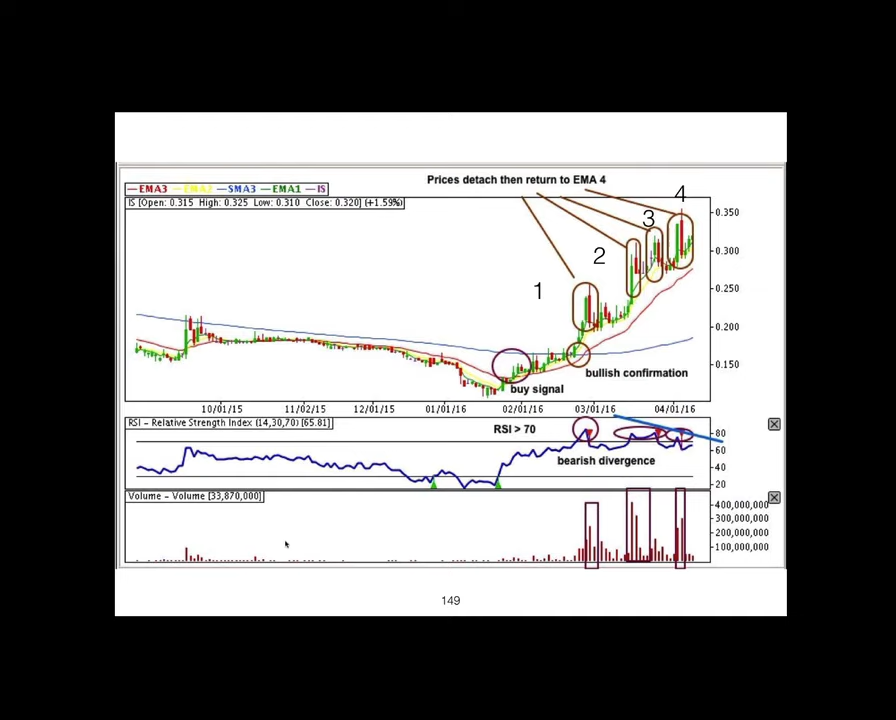 Prices detach then return to EMA 4
EMA3 EMA2 SMA3 EMA1 IS
IS [Open: 0.315 High: 0.325 Low: 0.310 Close: 0.320] (+1.59%)
4
3
2
1
0.350
0.300
0.250
0.200
0.150
bullish confirmation
buy signal
10/01/15 11/02/15 12/01/15 01/01/16 02/01/16 03/01/16 04/01/16
RSI - Relative Strength Index (14,30,70) [65.81]
RSI > 70
bearish divergence
80
60
40
20
Volume - Volume [33,870,000]
400,000,000
300,000,000
200,000,000
100,000,000
149